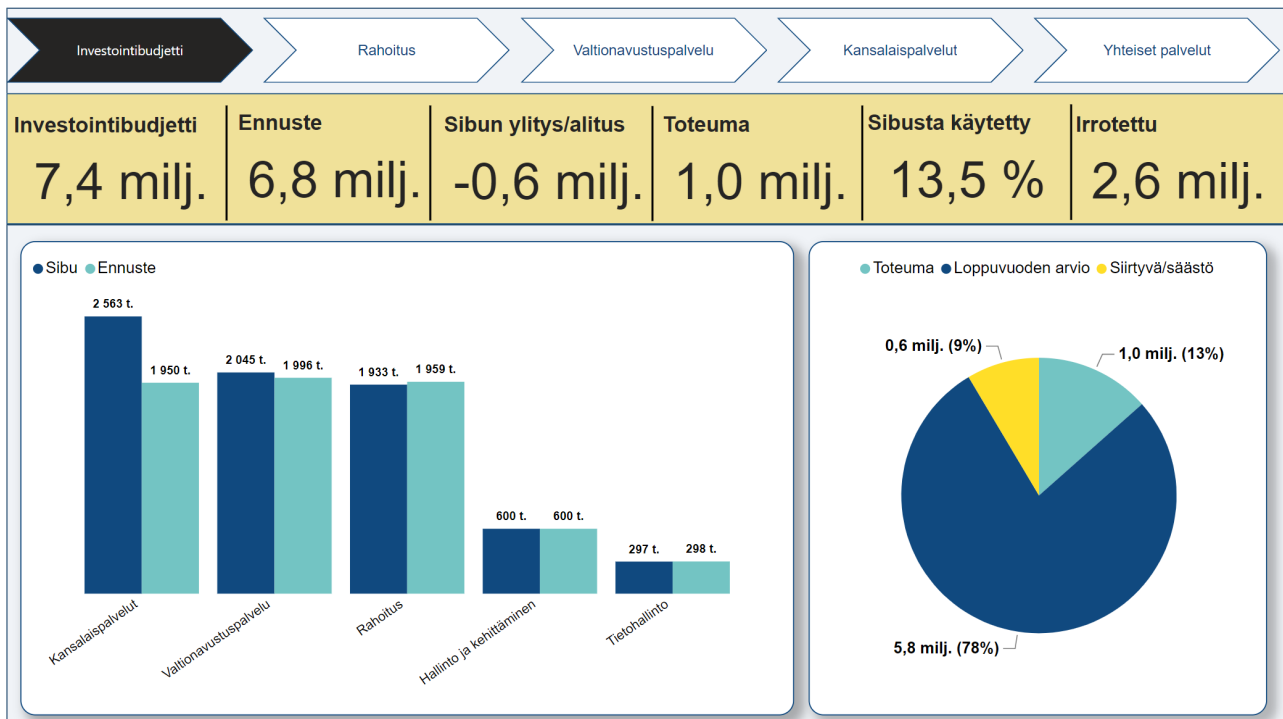 Investointibudjetti
Rahoitus
Valtionavustuspalvelu
Kansalaispalvelut
Yhteiset palvelut
Investointibudjetti
7,4 milj.
Ennuste
6,8 milj.
Sibun ylitys/alitus
-0,6 milj.
Toteuma
1,0 milj.
Sibusta käytetty
13,5 %
Irrotettu
2,6 milj.
Sibu Ennuste
2 563 t.
1 950 t.
2 045 t.
1 996 t.
1 933 t.
1 959 t.
600 t.
600 t.
297 t.
298 t.
Kansalaispalvelut
Valtionavustuspalvelu
Rahoitus
Hallinto ja kehittäminen
Tietohallinto
Toteuma Loppuvuoden arvio Siirtyvä/säästö
0,6 milj. (9%)
1,0 milj. (13%)
5,8 milj. (78%)